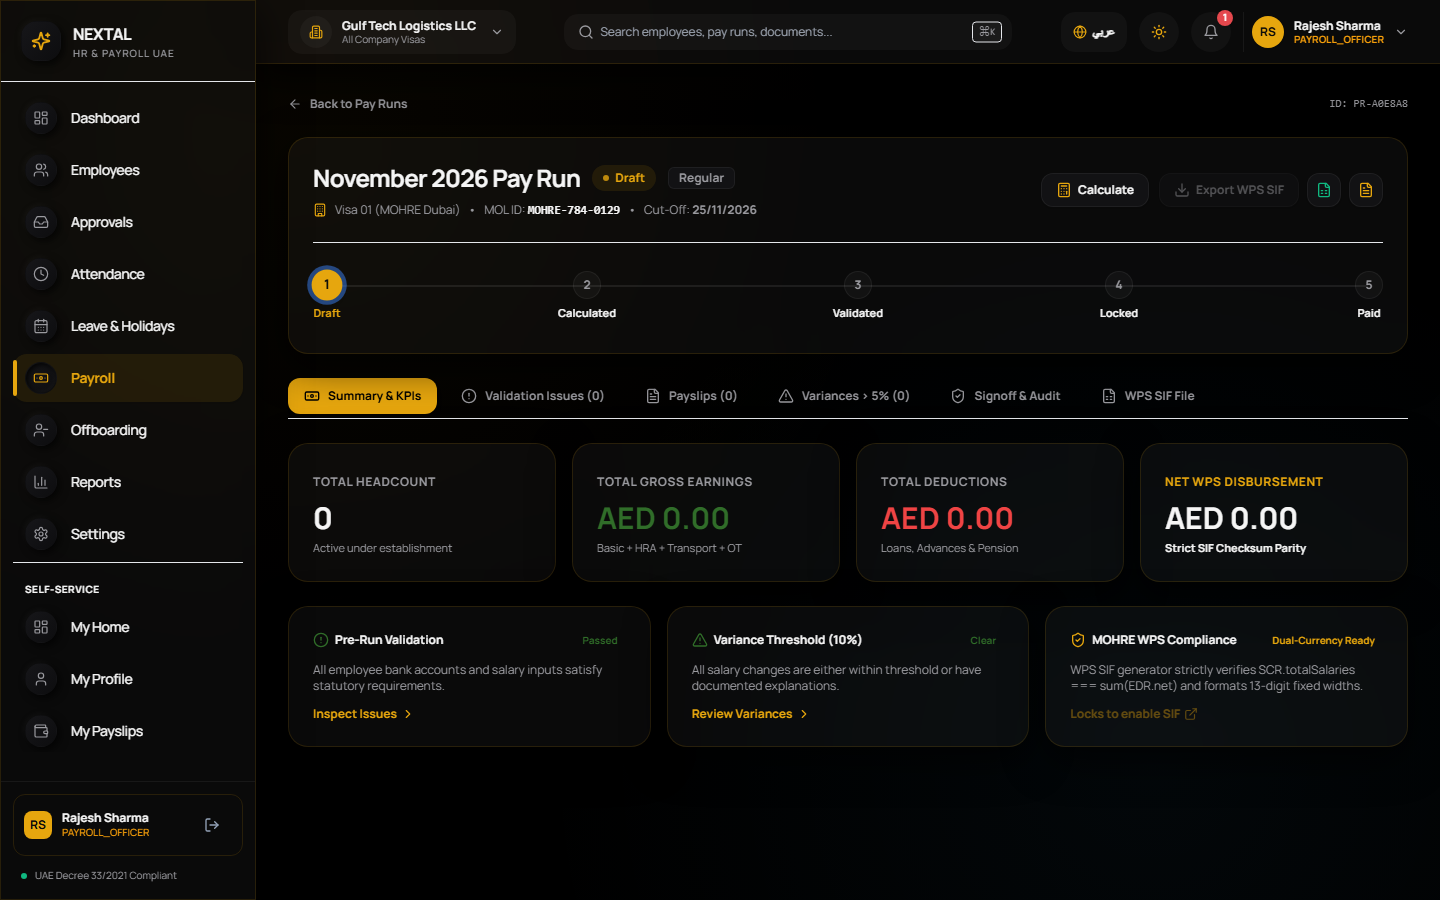 NEXTAL
HR & PAYROLL UAE
Dashboard
Employees
Approvals
Attendance
Leave & Holidays
Payroll
Offboarding
Reports
Settings
SELF-SERVICE
My Home
My Profile
My Payslips
RS
Rajesh Sharma
PAYROLL_OFFICER
UAE Decree 33/2021 Compliant
Gulf Tech Logistics LLC
All Company Visas
Search employees, pay runs, documents...
⌘K
عربي
1
RS
Rajesh Sharma
PAYROLL_OFFICER
Back to Pay Runs
ID: PR-A0E8A8
November 2026 Pay Run
• Draft
Regular
Visa 01 (MOHRE Dubai) • MOL ID: MOHRE-784-0129 • Cut-Off: 25/11/2026
Calculate
Export WPS SIF
1
Draft
2
Calculated
3
Validated
4
Locked
5
Paid
Summary & KPIs
Validation Issues (0)
Payslips (0)
Variances > 5% (0)
Signoff & Audit
WPS SIF File
TOTAL HEADCOUNT
0
Active under establishment
TOTAL GROSS EARNINGS
AED 0.00
Basic + HRA + Transport + OT
TOTAL DEDUCTIONS
AED 0.00
Loans, Advances & Pension
NET WPS DISBURSEMENT
AED 0.00
Strict SIF Checksum Parity
Pre-Run Validation
Passed
All employee bank accounts and salary inputs satisfy
statutory requirements.
Inspect Issues
Variance Threshold (10%)
Clear
All salary changes are either within threshold or have
documented explanations.
Review Variances
MOHRE WPS Compliance
Dual-Currency Ready
WPS SIF generator strictly verifies SCR.totalSalaries
=== sum(EDR.net) and formats 13-digit fixed widths.
Locks to enable SIF